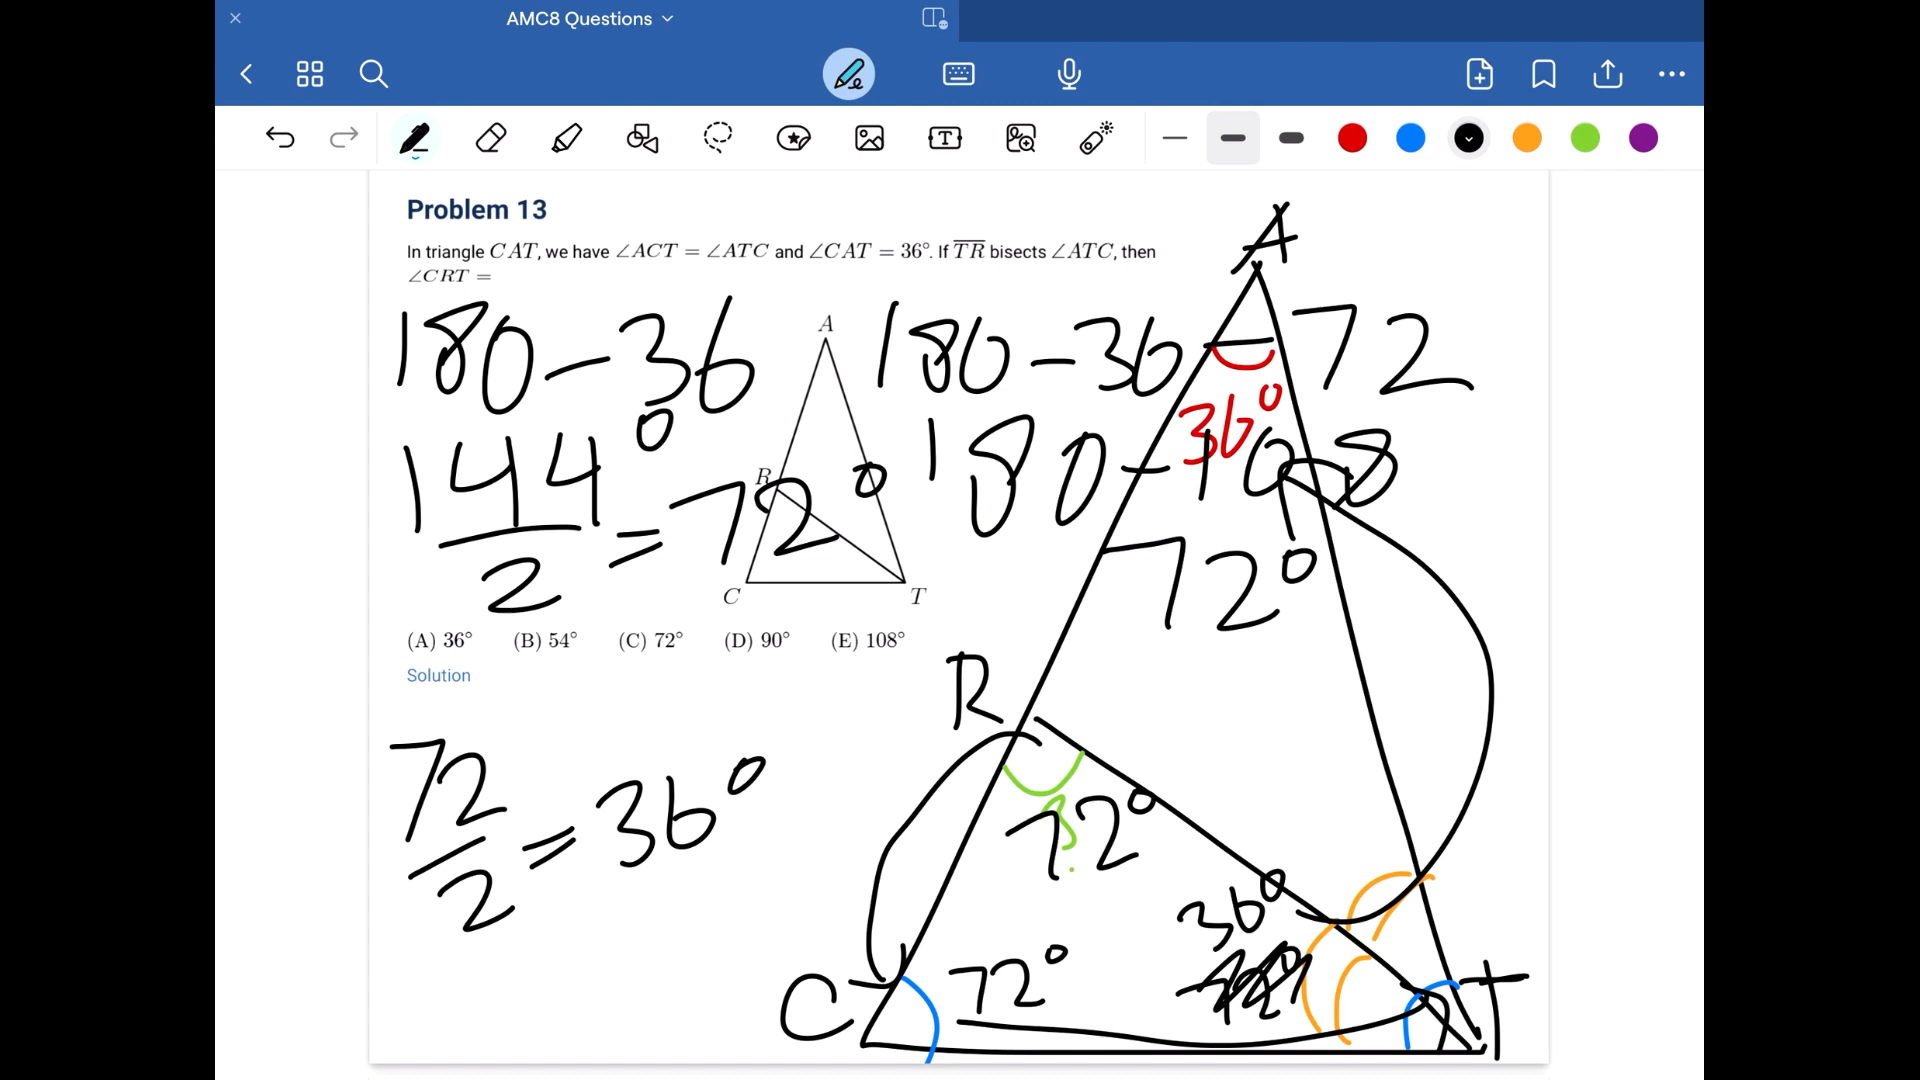 AMC8 Questions
Problem 13
In triangle CAT, we have ∠ACT = ∠ATC and ∠CAT = 36°. If TR bisects ∠ATC, then
∠CRT =
A
180-36
180-36
72
36°
144°
180-108
R
2
=72°
72°
C
T
(A) 36° (B) 54° (C) 72° (D) 90° (E) 108°
Solution
A
R
72
2
=36°
?
72°
36°
72°
C
T